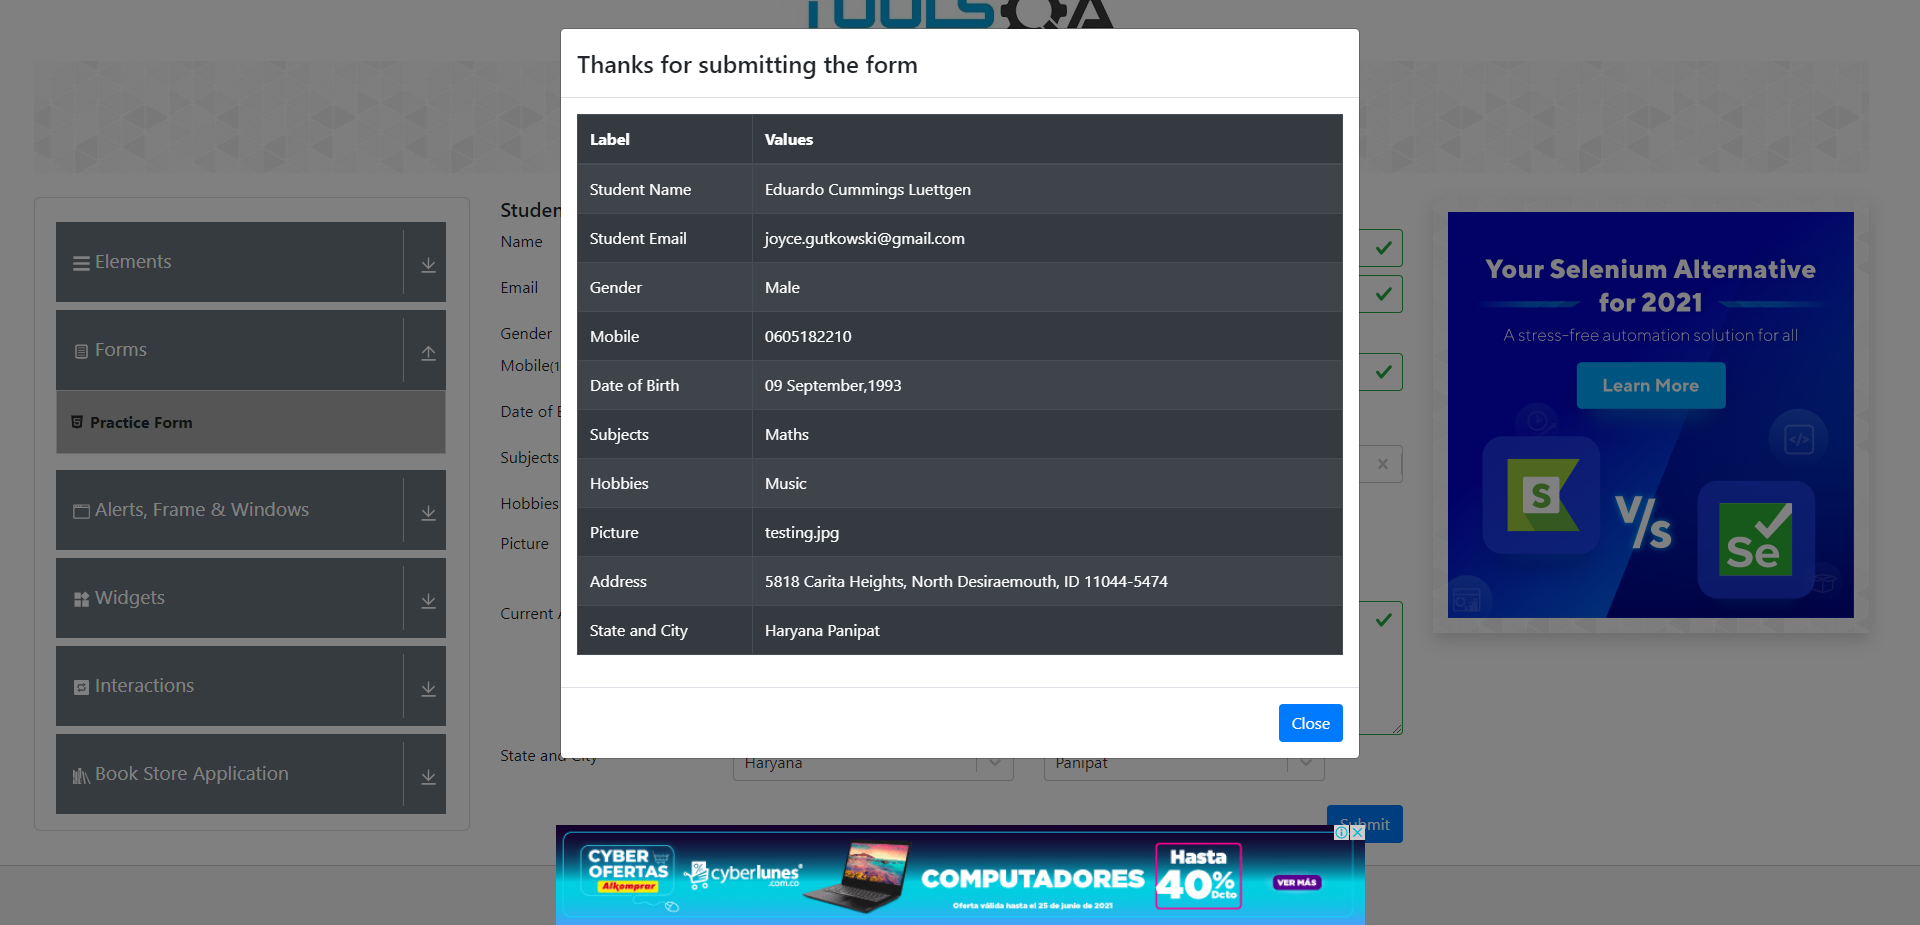 TOOLSQA
Thanks for submitting the form
Label Values
Student Name Eduardo Cummings Luettgen
Student Email joyce.gutkowski@gmail.com
Gender Male
Mobile 0605182210
Date of Birth 09 September,1993
Subjects Maths
Hobbies Music
Picture testing.jpg
Address 5818 Carita Heights, North Desiraemouth, ID 11044-5474
State and City Haryana Panipat
Close
Elements
Forms
Practice Form
Alerts, Frame & Windows
Widgets
Interactions
Book Store Application
Studen
Name
Email
Gender
Mobile(1
Date of B
Subjects
Hobbies
Picture
Current A
State and City
Haryana
Panipat
Submit
Your Selenium Alternative
for 2021
A stress-free automation solution for all
Learn More
S
V/s
Se
CYBER
OFERTAS
Alkomprar
cyberlunes
.com.co
COMPUTADORES
Oferta válida hasta el 25 de junio de 2021
Hasta
40%
Dcto
VER MÁS